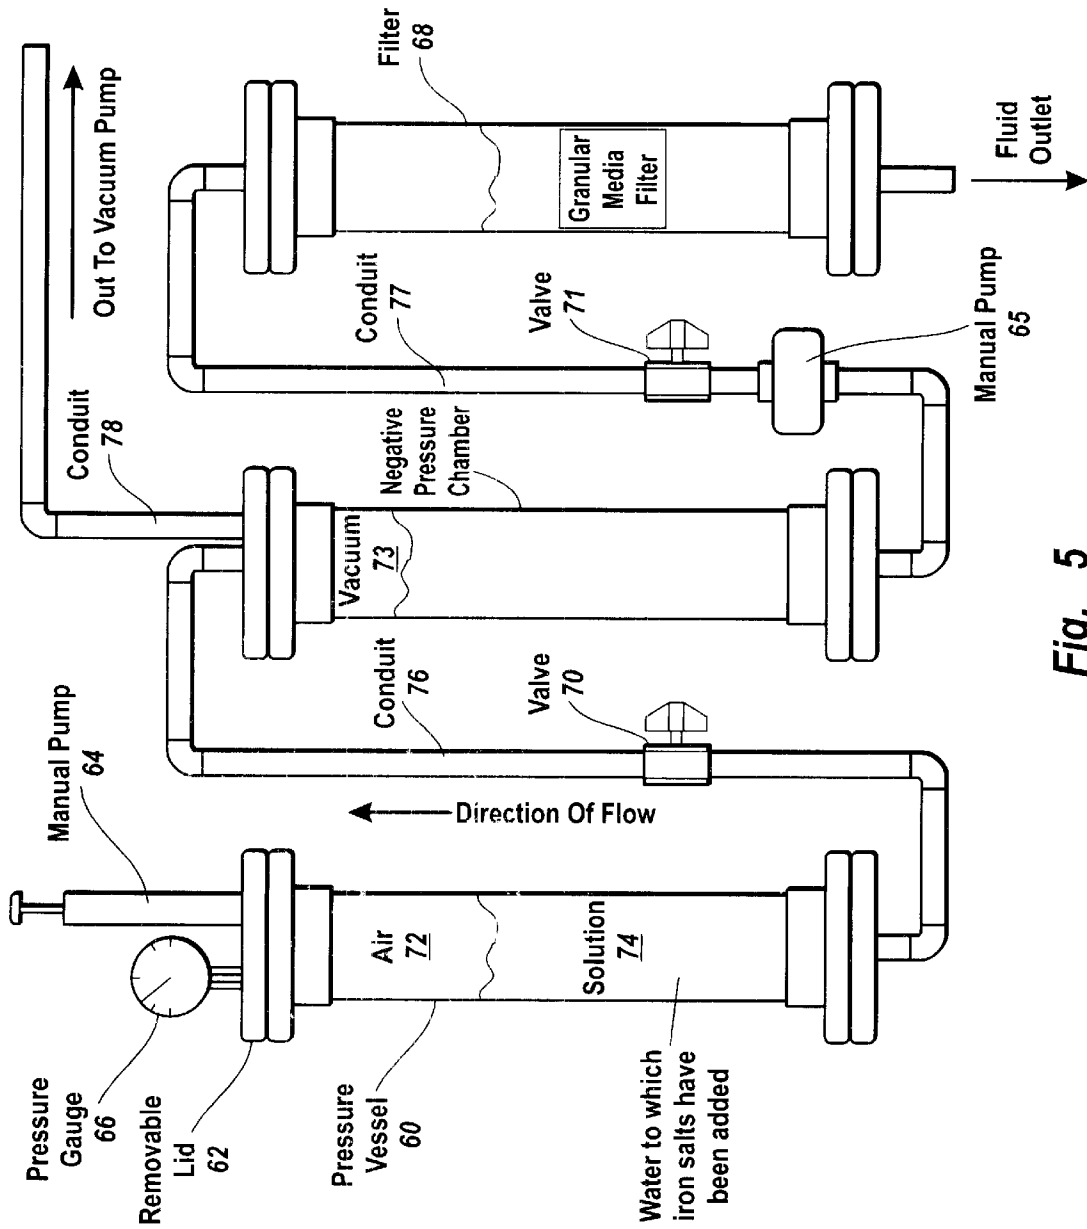 Pressure
Gauge
66
Removable
Lid
62
Manual Pump
64
Pressure
Vessel
60
Air
72
Solution
74
Water to which
iron salts have
been added
Direction Of Flow
Conduit
76
Valve
70
Conduit
78
Out To Vacuum Pump
Vacuum
73
Negative
Pressure
Chamber
Conduit
77
Valve
71
Manual Pump
65
Filter
68
Granular
Media
Filter
Fluid
Outlet
Fig. 5